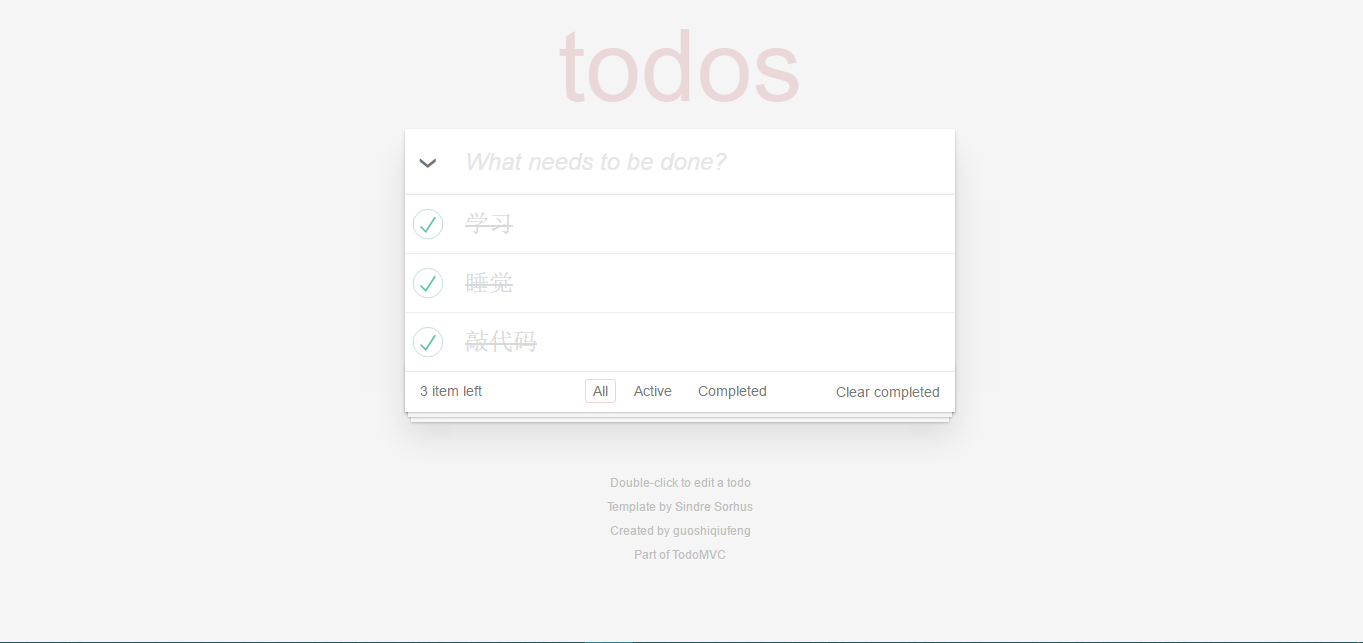 todos
What needs to be done?
学习
睡觉
敲代码
3 item left All Active Completed Clear completed
Double-click to edit a todo
Template by Sindre Sorhus
Created by guoshiqiufeng
Part of TodoMVC